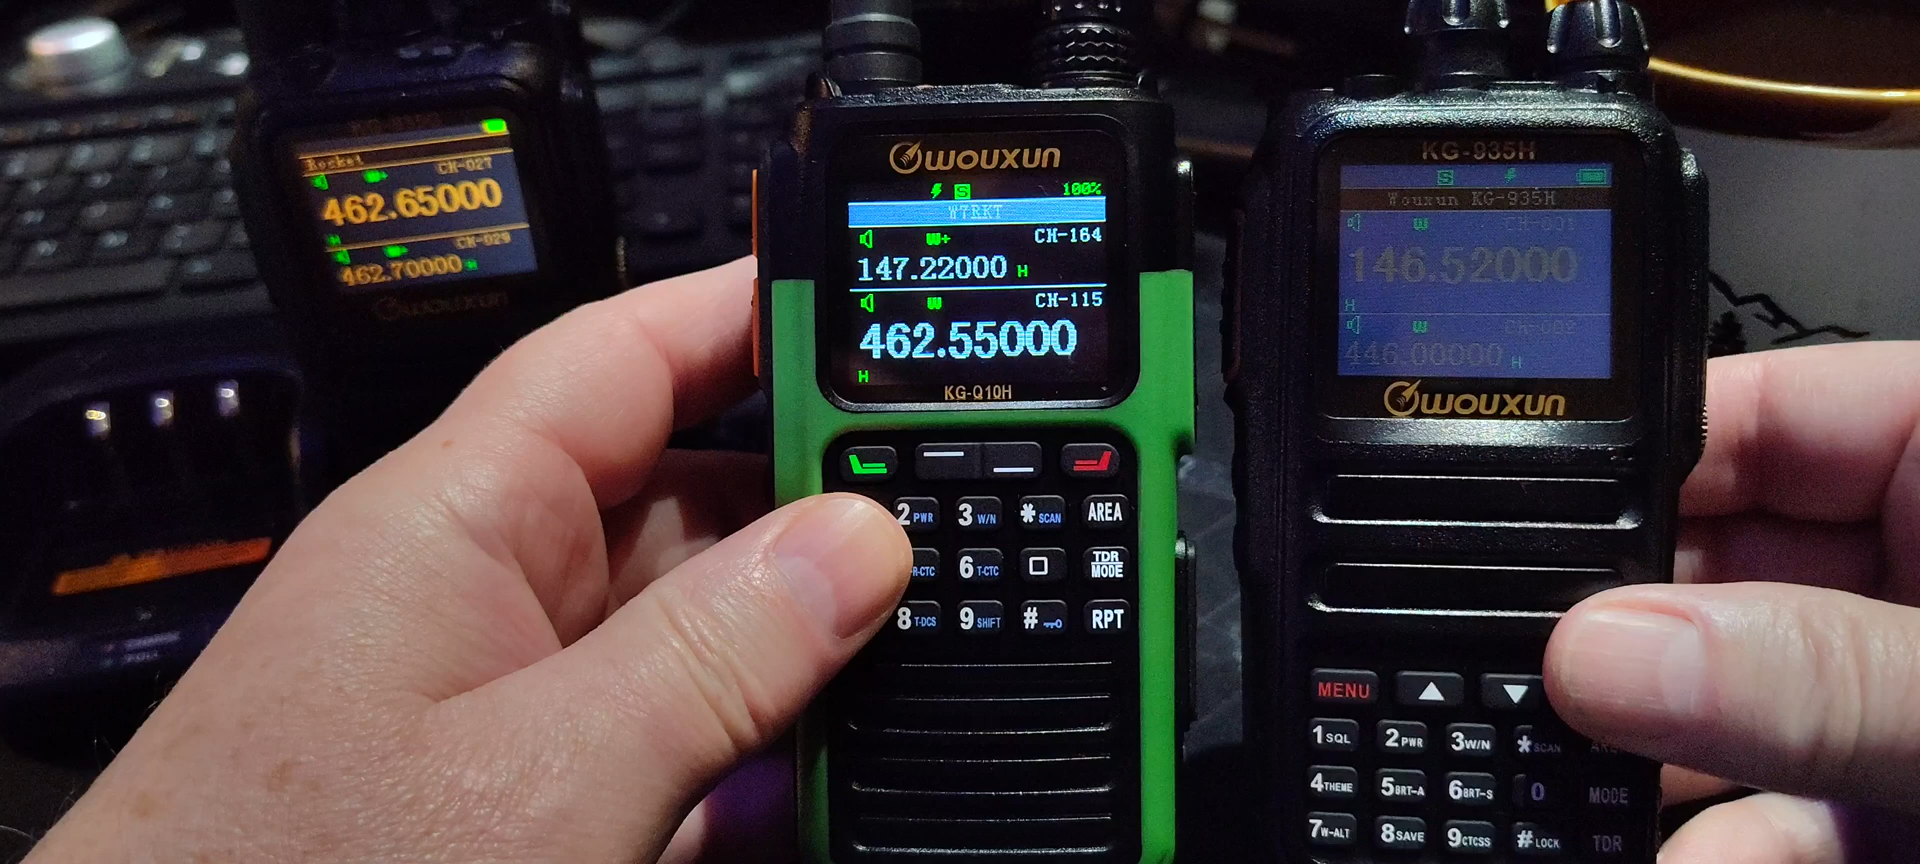 Rocket
CH-027
W+
462.65000
H
CH-029
462.70000 H
WOUXUN
WOUXUN
S 100%
WTRKT
W+ CH-164
147.22000 H
W CH-115
462.55000
H
KG-Q10H
2 PWR 3 W/N * SCAN AREA
R-CTC 6 T-CTC TDR
MODE
8 T-DCS 9 SHIFT # RPT
KG-935H
S
Wouxun KG-935H
W CH-001
146.52000
H
W
446.00000 H
WOUXUN
MENU ▲ ▼
1 SQL 2 PWR 3 W/N * SCAN
4 THEME 5 BRT-A 6 BRT-S 0 MODE
7 W-ALT 8 SAVE 9 CTCSS # LOCK TDR